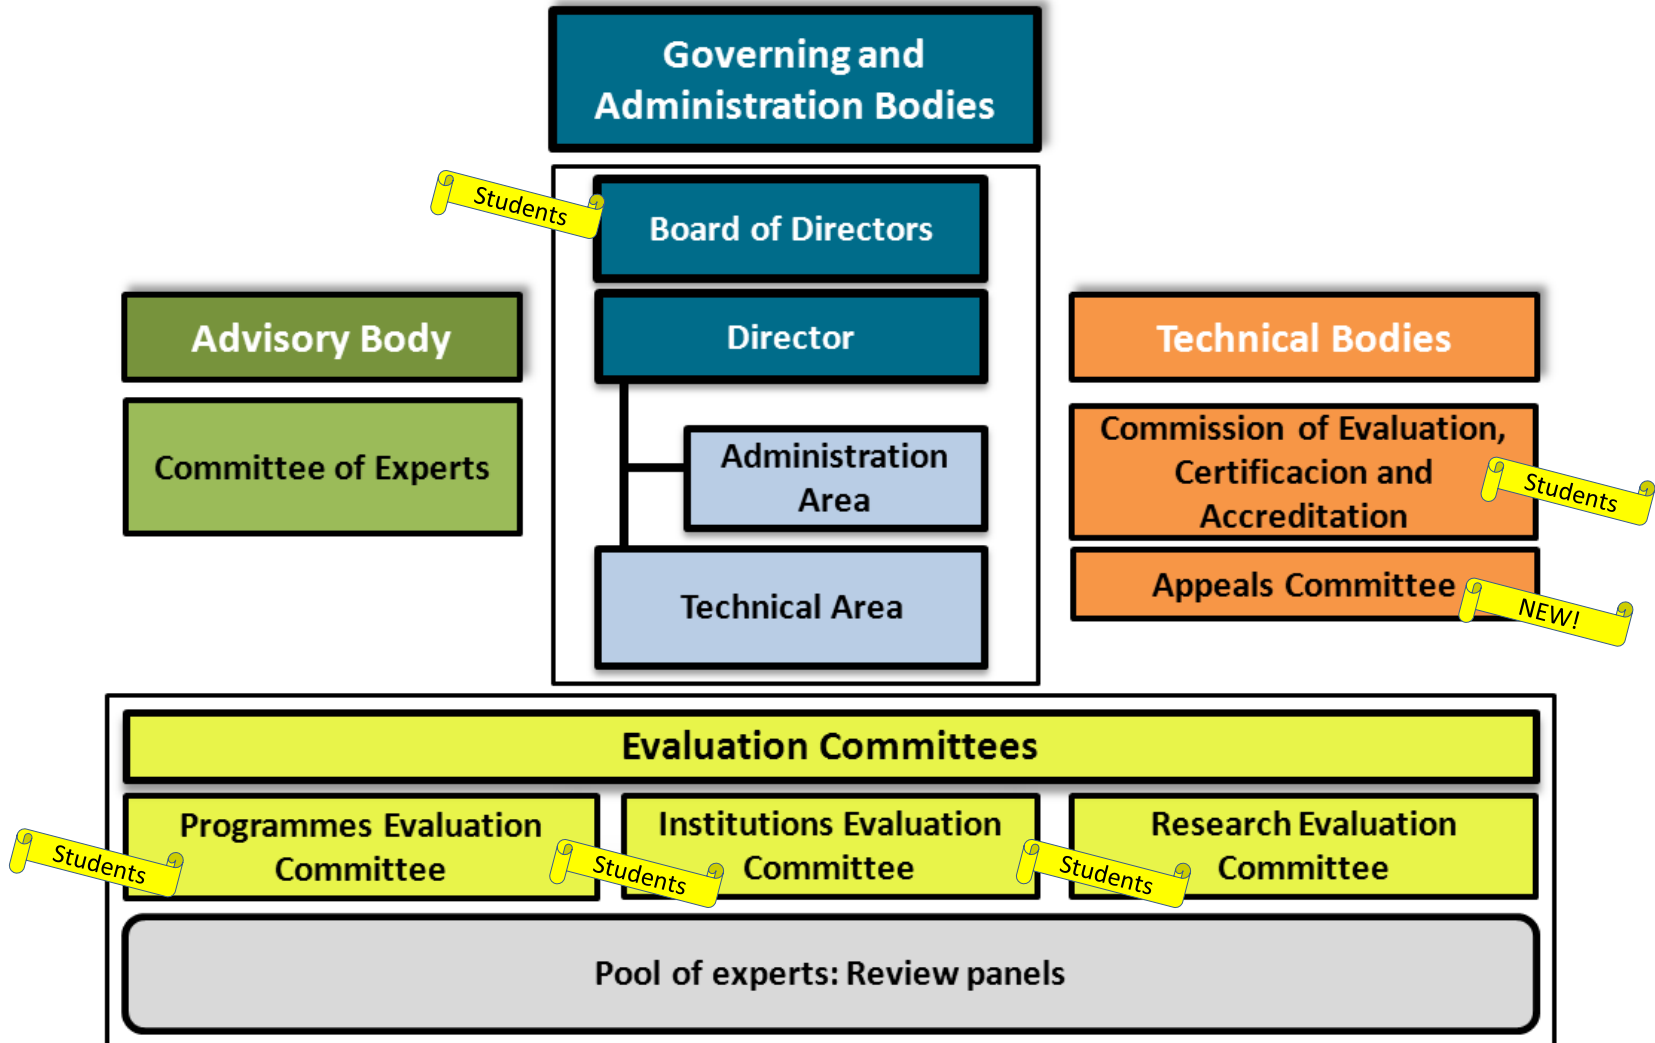 Governing and
Administration Bodies
Students
Board of Directors
Director
Administration
Area
Technical Area
Advisory Body
Committee of Experts
Technical Bodies
Commission of Evaluation,
Certificacion and
Accreditation
Students
Appeals Committee
NEW!
Evaluation Committees
Programmes Evaluation
Committee
Students
Institutions Evaluation
Committee
Students
Research Evaluation
Committee
Students
Pool of experts: Review panels